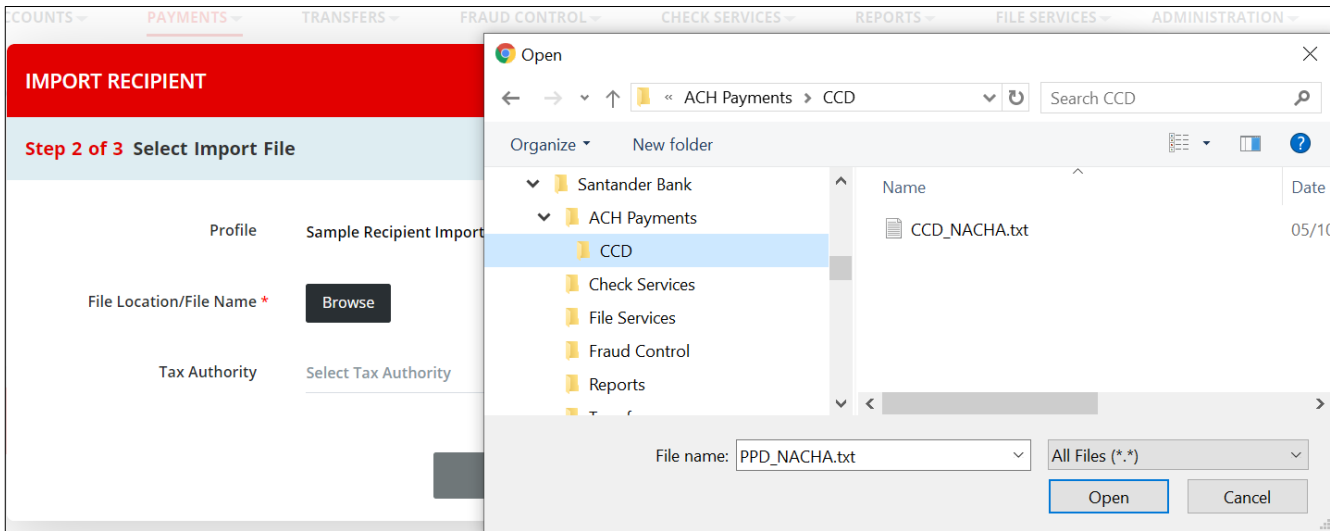 CCOUNTS PAYMENTS TRANSFERS FRAUD CONTROL CHECK SERVICES REPORTS FILE SERVICES ADMINISTRATION
IMPORT RECIPIENT
Step 2 of 3 Select Import File
Profile Sample Recipient Import
File Location/File Name * Browse
Tax Authority Select Tax Authority
Open
« ACH Payments > CCD
Search CCD
Organize New folder
Santander Bank
ACH Payments
CCD
Check Services
File Services
Fraud Control
Reports
Name Date
CCD_NACHA.txt 05/10
File name: PPD_NACHA.txt All Files (*.*)
Open Cancel